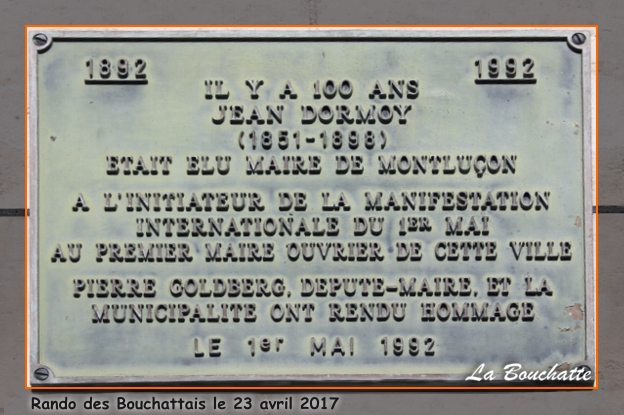 1892 1992
IL Y A 100 ANS
JEAN DORMOY
(1851-1898)
ETAIT ELU MAIRE DE MONTLUÇON
A L'INITIATEUR DE LA MANIFESTATION
INTERNATIONALE DU 1ER MAI
AU PREMIER MAIRE OUVRIER DE CETTE VILLE
PIERRE GOLDBERG, DEPUTE-MAIRE, ET LA
MUNICIPALITE ONT RENDU HOMMAGE
LE 1er MAI 1992
La Bouchatte
Rando des Bouchattais le 23 avril 2017